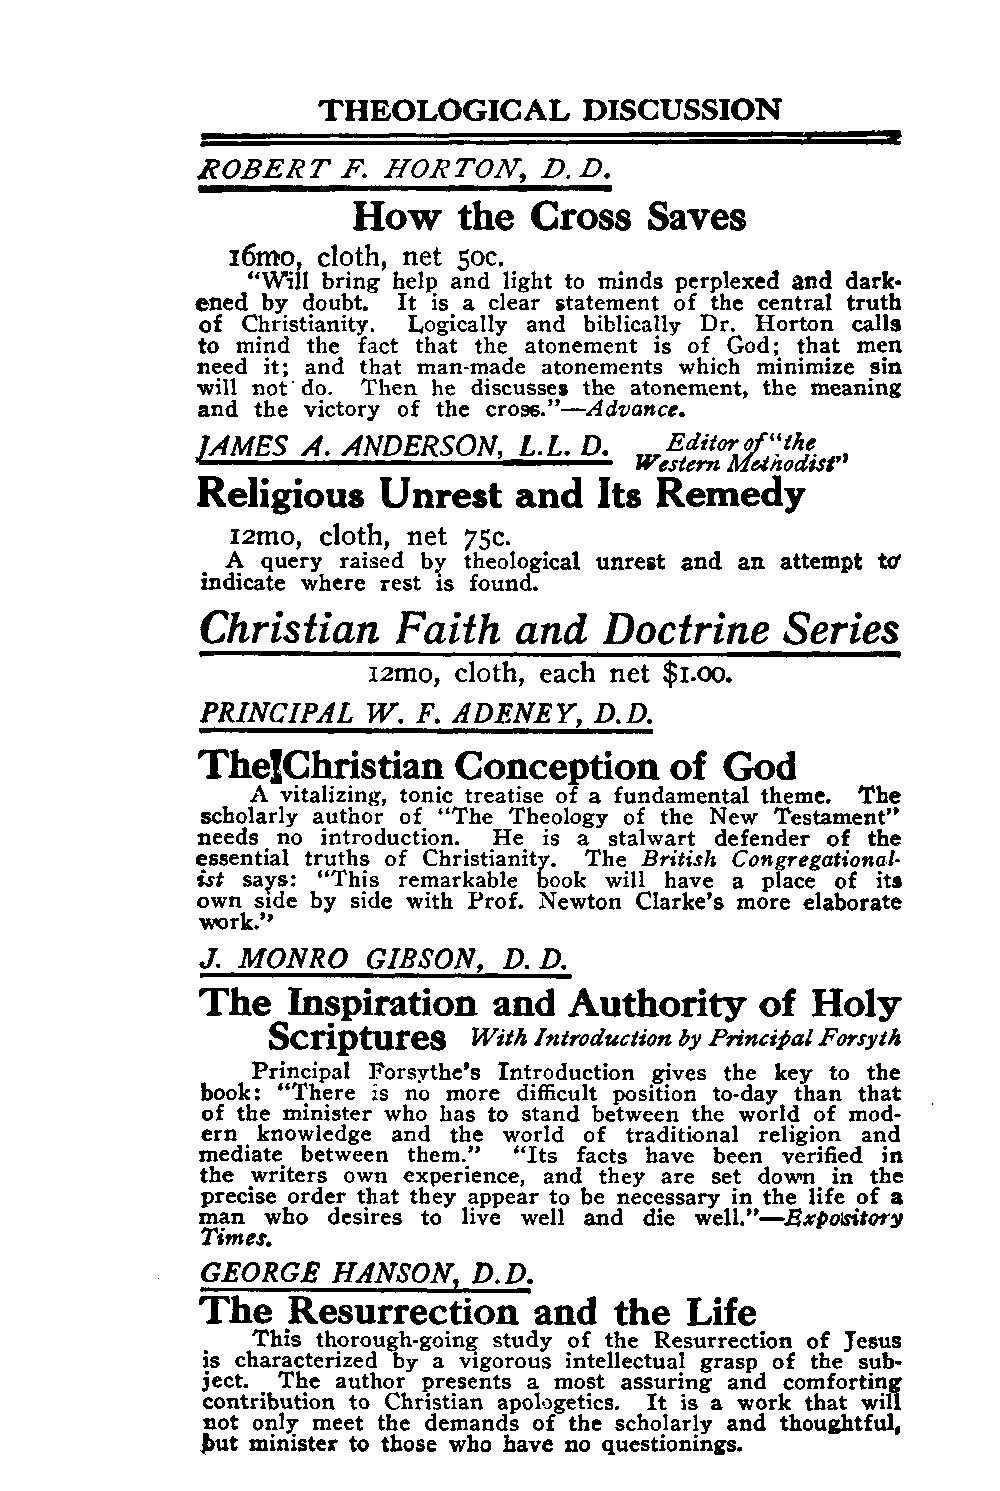 THEOLOGICAL DISCUSSION
ROBERT F. HORTON, D. D.
How the Cross Saves
16mo, cloth, net 50c.
"Will bring help and light to minds perplexed and dark-
ened by doubt. It is a clear statement of the central truth
of Christianity. Logically and biblically Dr. Horton calls
to mind the fact that the atonement is of God; that men
need it; and that man-made atonements which minimize sin
will not do. Then he discusses the atonement, the meaning
and the victory of the cross."—Advance.
JAMES A. ANDERSON, L.L. D. Editor of "the
Western Methodist"
Religious Unrest and Its Remedy
12mo, cloth, net 75c.
A query raised by theological unrest and an attempt to
indicate where rest is found.
Christian Faith and Doctrine Series
12mo, cloth, each net $1.00.
PRINCIPAL W. F. ADENEY, D.D.
The Christian Conception of God
A vitalizing, tonic treatise of a fundamental theme. The
scholarly author of "The Theology of the New Testament"
needs no introduction. He is a stalwart defender of the
essential truths of Christianity. The British Congregational-
ist says: "This remarkable book will have a place of its
own side by side with Prof. Newton Clarke's more elaborate
work."
J. MONRO GIBSON, D. D.
The Inspiration and Authority of Holy
Scriptures With Introduction by Principal Forsyth
Principal Forsythe's Introduction gives the key to the
book: "There is no more difficult position to-day than that
of the minister who has to stand between the world of mod-
ern knowledge and the world of traditional religion and
mediate between them." "Its facts have been verified in
the writers own experience, and they are set down in the
precise order that they appear to be necessary in the life of a
man who desires to live well and die well."—Expository
Times.
GEORGE HANSON, D.D.
The Resurrection and the Life
This thorough-going study of the Resurrection of Jesus
is characterized by a vigorous intellectual grasp of the sub-
ject. The author presents a most assuring and comforting
contribution to Christian apologetics. It is a work that will
not only meet the demands of the scholarly and thoughtful,
but minister to those who have no questionings.